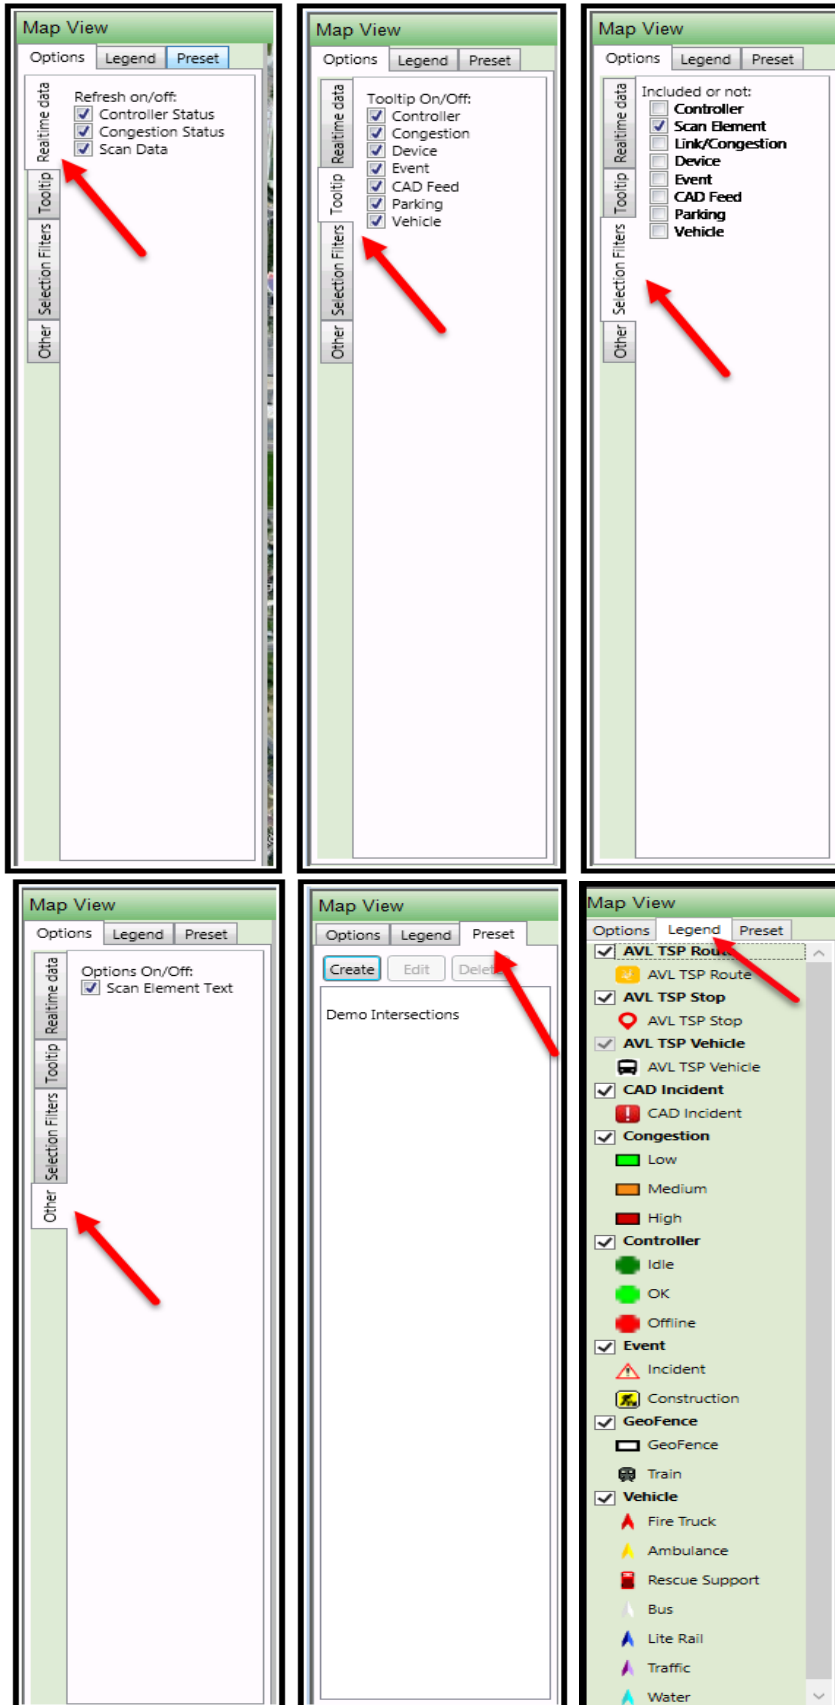 Map View
Options Legend Preset
Realtime data
Tooltip
Selection Filters
Other
Refresh on/off:
Controller Status
Congestion Status
Scan Data
Map View
Options Legend Preset
Realtime data
Tooltip
Selection Filters
Other
Tooltip On/Off:
Controller
Congestion
Device
Event
CAD Feed
Parking
Vehicle
Map View
Options Legend Preset
Realtime data
Tooltip
Selection Filters
Other
Included or not:
Controller
Scan Element
Link/Congestion
Device
Event
CAD Feed
Parking
Vehicle
Map View
Options Legend Preset
Realtime data
Tooltip
Selection Filters
Other
Options On/Off:
Scan Element Text
Map View
Options Legend Preset
Create Edit Delete
Demo Intersections
Map View
Options Legend Preset
AVL TSP Route
AVL TSP Route
AVL TSP Stop
AVL TSP Stop
AVL TSP Vehicle
AVL TSP Vehicle
CAD Incident
CAD Incident
Congestion
Low
Medium
High
Controller
Idle
OK
Offline
Event
Incident
Construction
GeoFence
GeoFence
Train
Vehicle
Fire Truck
Ambulance
Rescue Support
Bus
Lite Rail
Traffic
Water